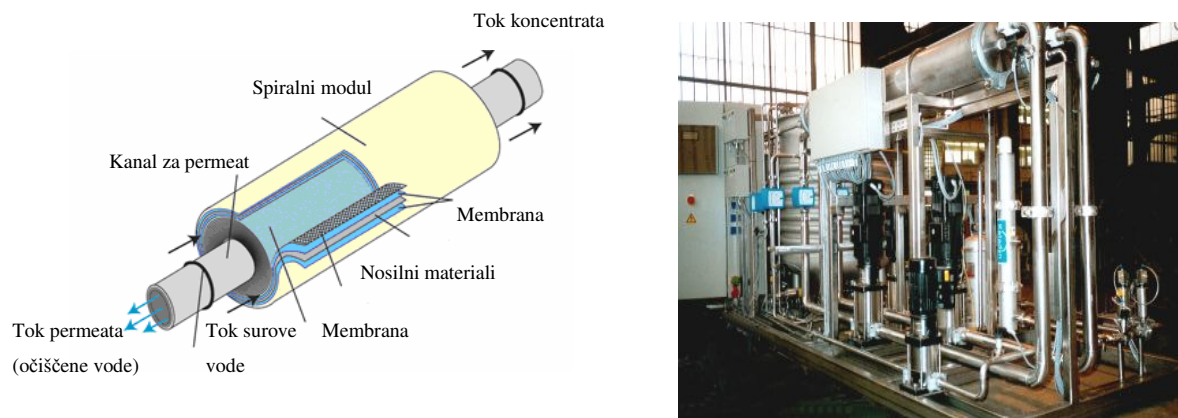 Tok koncentrata
Spiralni modul
Kanal za permeat
Membrana
Nosilni materiali
Tok permeata
(očiščene vode)
Tok surove
vode
Membrana